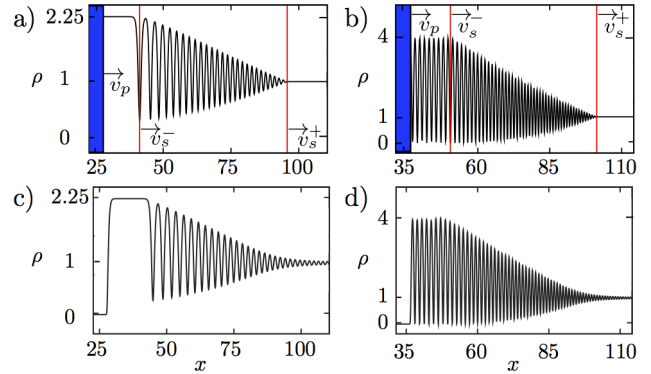 a) 2.25 ρ 1 0 v_p v_s^- v_s^+ 25 50 75 100
b) 4 ρ 1 0 v_p v_s^- v_s^+ 35 60 85 110
c) 2.25 ρ 1 0 25 50 75 100 x
d) 4 ρ 1 0 35 60 85 110 x